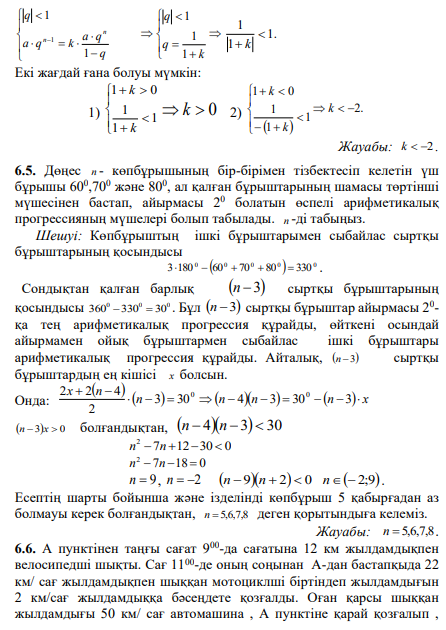 {|q| < 1, a·q^{n−1} = k · (a·q^n)/(1−q) ⇒ {|q| < 1, q = 1/(1+k) ⇒ 1/|1+k| < 1.
Екі жағдай ғана болуы мүмкін:
1) {1+k > 0, 1/(1+k) < 1 ⇒ k > 0 2) {1+k < 0, 1/(−(1+k)) < 1 ⇒ k < −2.
Жауабы: k < −2.
6.5. Дөңес n - көпбұрышының бір-бірімен тізбектесіп келетін үш
бұрышы 60⁰,70⁰ және 80⁰, ал қалған бұрыштарының шамасы төртінші
мүшесінен бастап, айырмасы 2⁰ болатын өспелі арифметикалық
прогрессияның мүшелері болып табылады. n -ді табыңыз.
Шешуі: Көпбұрыштың ішкі бұрыштарымен сыбайлас сыртқы
бұрыштарының қосындысы
3·180⁰ − (60⁰ + 70⁰ + 80⁰) = 330⁰.
Сондықтан қалған барлық (n−3) сыртқы бұрыштарының
қосындысы 360⁰ − 330⁰ = 30⁰. Бұл (n−3) сыртқы бұрыштар айырмасы 2⁰-
қа тең арифметикалық прогрессия құрайды, өйткені осындай
айырмамен ойық бұрыштармен сыбайлас ішкі бұрыштары
арифметикалық прогрессия құрайды. Айталық, (n−3) сыртқы
бұрыштардың ең кішісі x болсын.
Онда: (2x + 2(n−4))/2 · (n−3) = 30⁰ ⇒ (n−4)(n−3) = 30⁰ − (n−3)·x
(n−3)x > 0 болғандықтан, (n−4)(n−3) < 30
n² − 7n + 12 − 30 < 0
n² − 7n − 18 = 0
n = 9, n = −2 (n−9)(n+2) < 0 n ∈ (−2;9).
Есептің шарты бойынша және ізделінді көпбұрыш 5 қабырғадан аз
болмауы керек болғандықтан, n = 5,6,7,8 деген қорытындыға келеміз.
Жауабы: n = 5,6,7,8.
6.6. А пунктінен таңғы сағат 9⁰⁰-да сағатына 12 км жылдамдықпен
велосипедші шықты. Сағ 11⁰⁰-де оның соңынан А-дан бастапқыда 22
км/ сағ жылдамдықпен шыққан мотоциклші біртіндеп жылдамдығын
2 км/сағ жылдамдыққа бәсеңдете қозғалды. Оған қарсы шыққан
жылдамдығы 50 км/ сағ автомашина , А пунктіне қарай қозғалып ,